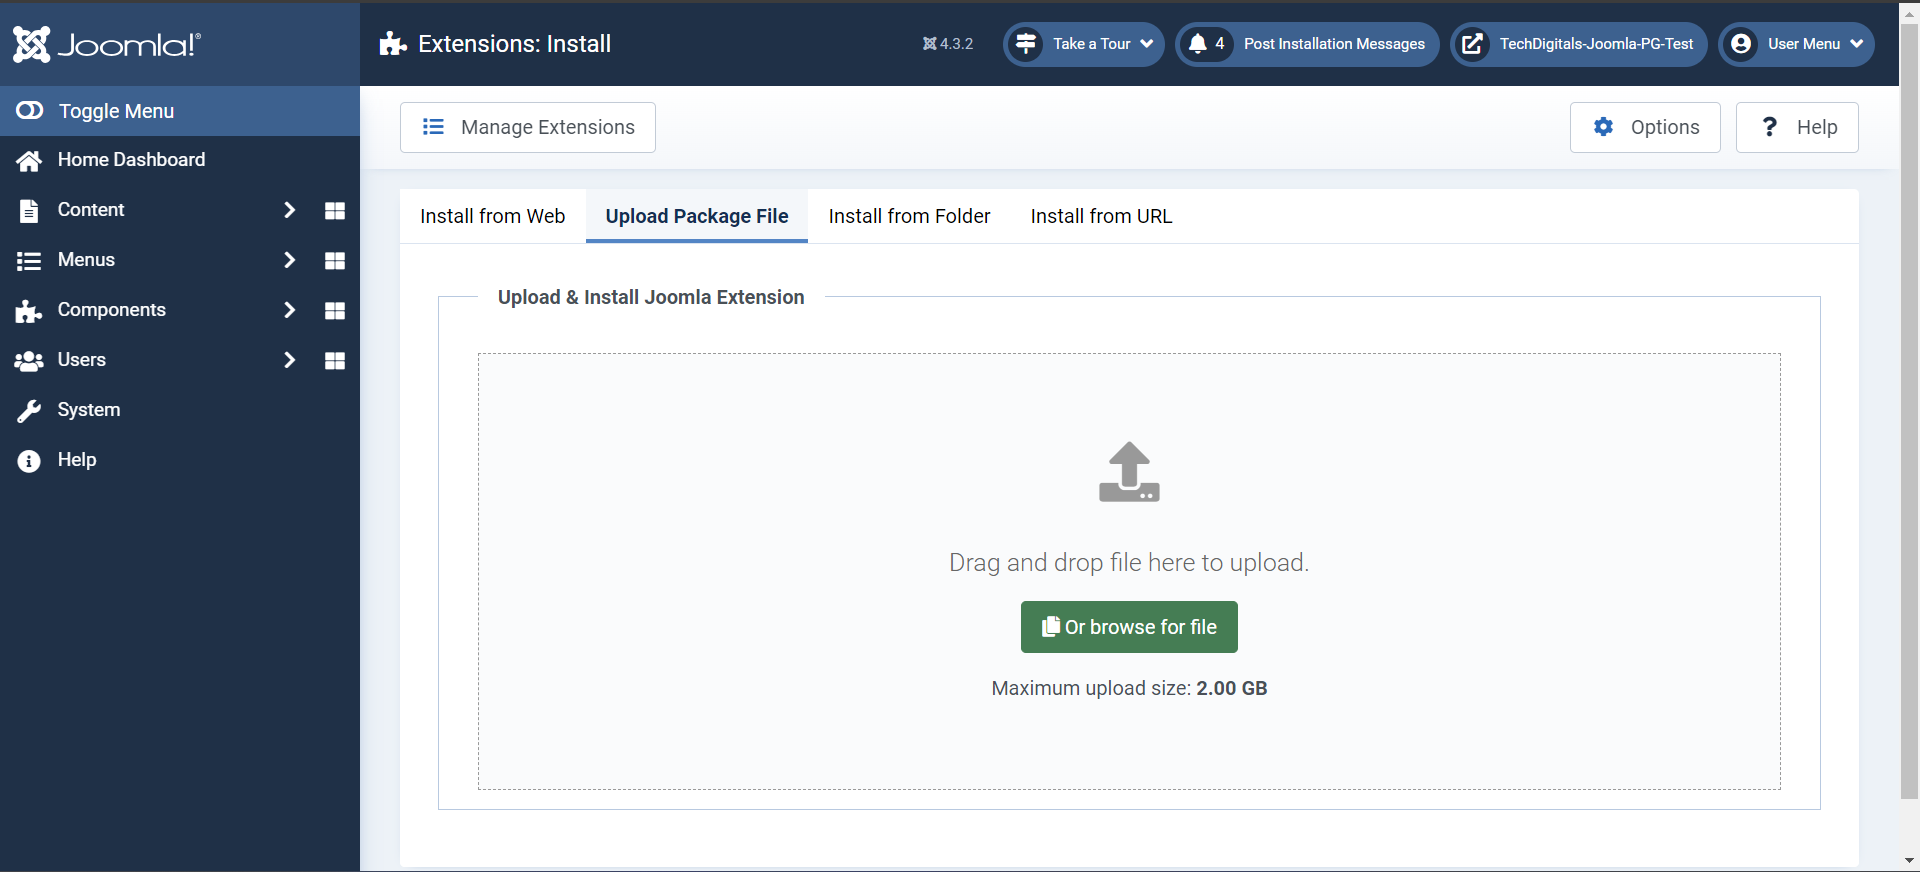 Joomla!®
Extensions: Install
4.3.2
Take a Tour
4 Post Installation Messages
TechDigitals-Joomla-PG-Test
User Menu
Toggle Menu
Home Dashboard
Content
Menus
Components
Users
System
Help
Manage Extensions
Options
? Help
Install from Web
Upload Package File
Install from Folder
Install from URL
Upload & Install Joomla Extension
Drag and drop file here to upload.
Or browse for file
Maximum upload size: 2.00 GB